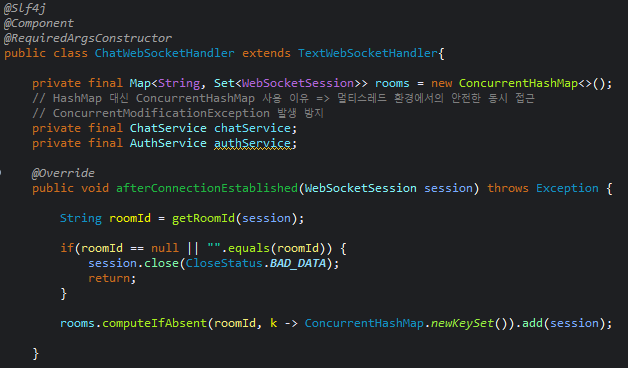 @Slf4j
@Component
@RequiredArgsConstructor
public class ChatWebSocketHandler extends TextWebSocketHandler{
private final Map<String, Set<WebSocketSession>> rooms = new ConcurrentHashMap<>();
// HashMap 대신 ConcurrentHashMap 사용 이유 => 멀티스레드 환경에서의 안전한 동시 접근
// ConcurrentModificationException 발생 방지
private final ChatService chatService;
private final AuthService authService;
@Override
public void afterConnectionEstablished(WebSocketSession session) throws Exception {
String roomId = getRoomId(session);
if(roomId == null || "".equals(roomId)) {
session.close(CloseStatus.BAD_DATA);
return;
}
rooms.computeIfAbsent(roomId, k -> ConcurrentHashMap.newKeySet()).add(session);
}